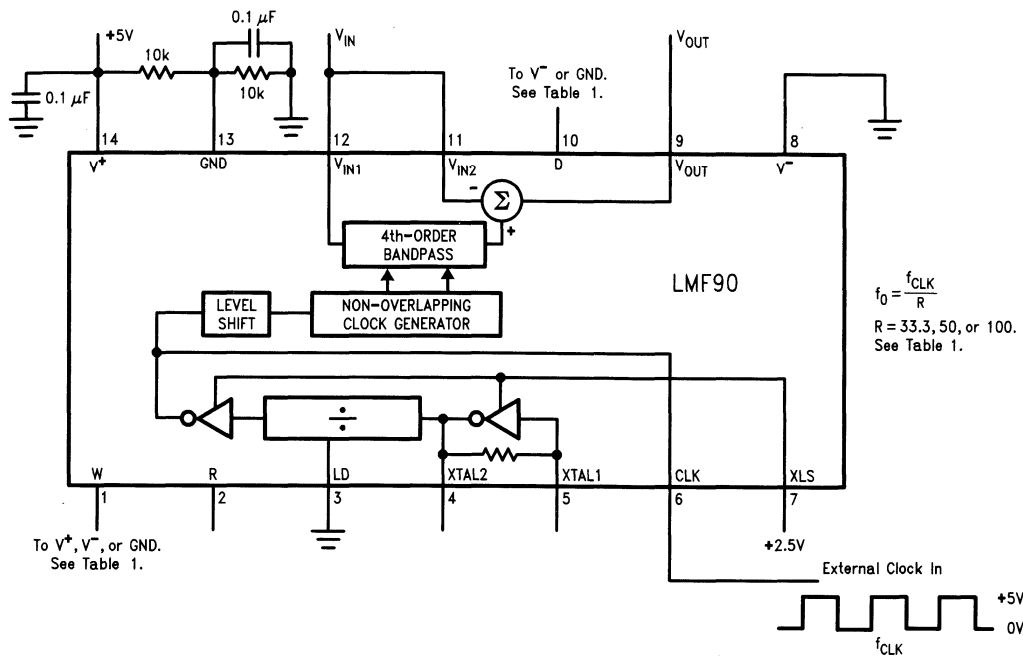 +5V
0.1 µF
V_IN
V_OUT
10k
To V⁻ or GND.
See Table 1.
0.1 µF
10k
14
13
12
11
10
9
8
V⁺
GND
V_IN1
V_IN2
D
V_OUT
V⁻
−
Σ
+
4th-ORDER
BANDPASS
LMF90
LEVEL
SHIFT
NON-OVERLAPPING
CLOCK GENERATOR
f₀ = f_CLK / R
R = 33.3, 50, or 100.
See Table 1.
÷
W
R
LD
XTAL2
XTAL1
CLK
XLS
1
2
3
4
5
6
7
To V⁺, V⁻, or GND.
See Table 1.
+2.5V
External Clock In
+5V
0V
f_CLK